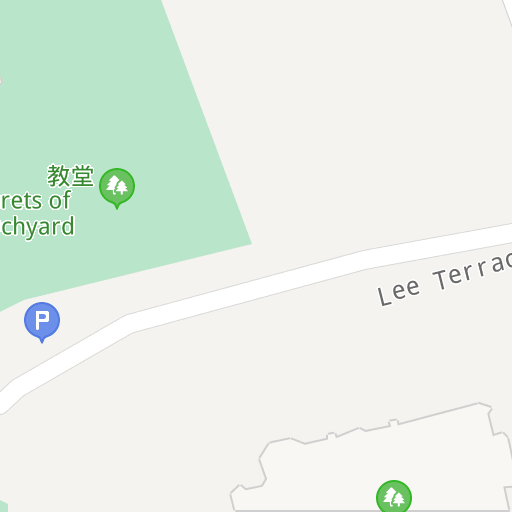 教堂
rets of
chyard
P
Lee Terrac